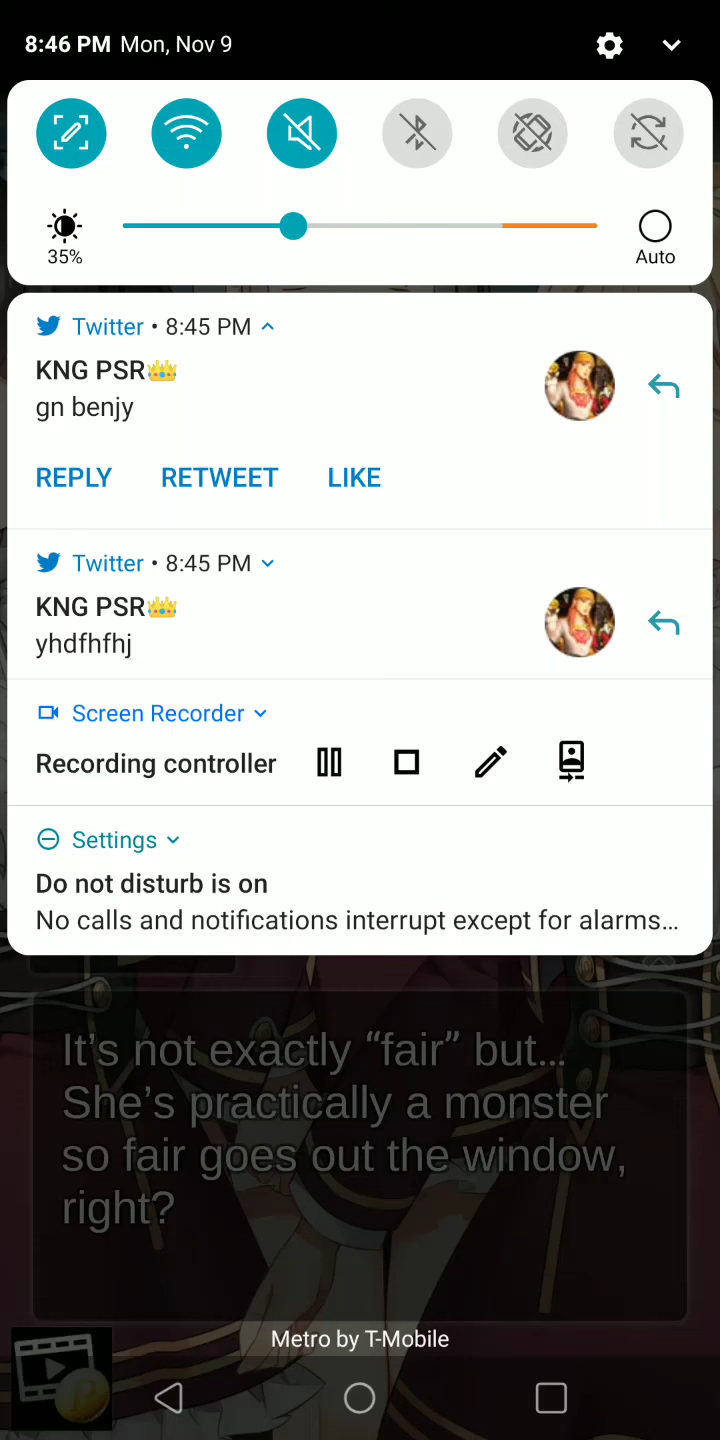 8:46 PM Mon, Nov 9
35%
Auto
Twitter • 8:45 PM
KNG PSR👑
gn benjy
REPLY RETWEET LIKE
Twitter • 8:45 PM
KNG PSR👑
yhdfhfhj
Screen Recorder
Recording controller
Settings
Do not disturb is on
No calls and notifications interrupt except for alarms...
It's not exactly “fair” but...
She's practically a monster
so fair goes out the window,
right?
Metro by T-Mobile